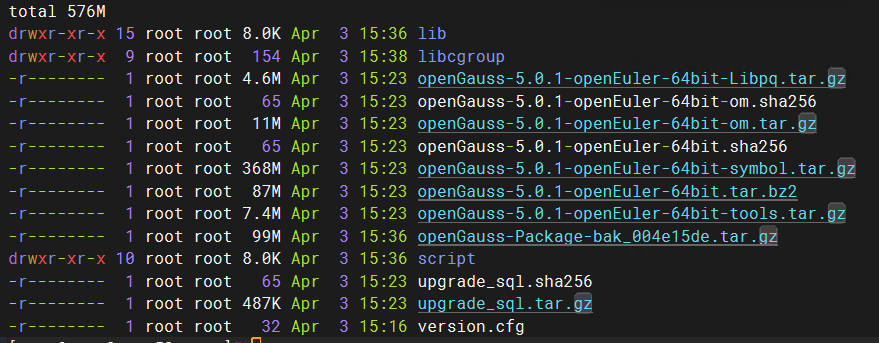 total 576M
drwxr-xr-x 15 root root 8.0K Apr  3 15:36 lib
drwxr-xr-x  9 root root  154 Apr  3 15:38 libcgroup
-r--------  1 root root 4.6M Apr  3 15:23 openGauss-5.0.1-openEuler-64bit-Libpq.tar.gz
-r--------  1 root root   65 Apr  3 15:23 openGauss-5.0.1-openEuler-64bit-om.sha256
-r--------  1 root root  11M Apr  3 15:23 openGauss-5.0.1-openEuler-64bit-om.tar.gz
-r--------  1 root root   65 Apr  3 15:23 openGauss-5.0.1-openEuler-64bit.sha256
-r--------  1 root root 368M Apr  3 15:23 openGauss-5.0.1-openEuler-64bit-symbol.tar.gz
-r--------  1 root root  87M Apr  3 15:23 openGauss-5.0.1-openEuler-64bit.tar.bz2
-r--------  1 root root 7.4M Apr  3 15:23 openGauss-5.0.1-openEuler-64bit-tools.tar.gz
-r--------  1 root root  99M Apr  3 15:36 openGauss-Package-bak_004e15de.tar.gz
drwxr-xr-x 10 root root 8.0K Apr  3 15:36 script
-r--------  1 root root   65 Apr  3 15:23 upgrade_sql.sha256
-r--------  1 root root 487K Apr  3 15:23 upgrade_sql.tar.gz
-r--------  1 root root   32 Apr  3 15:16 version.cfg